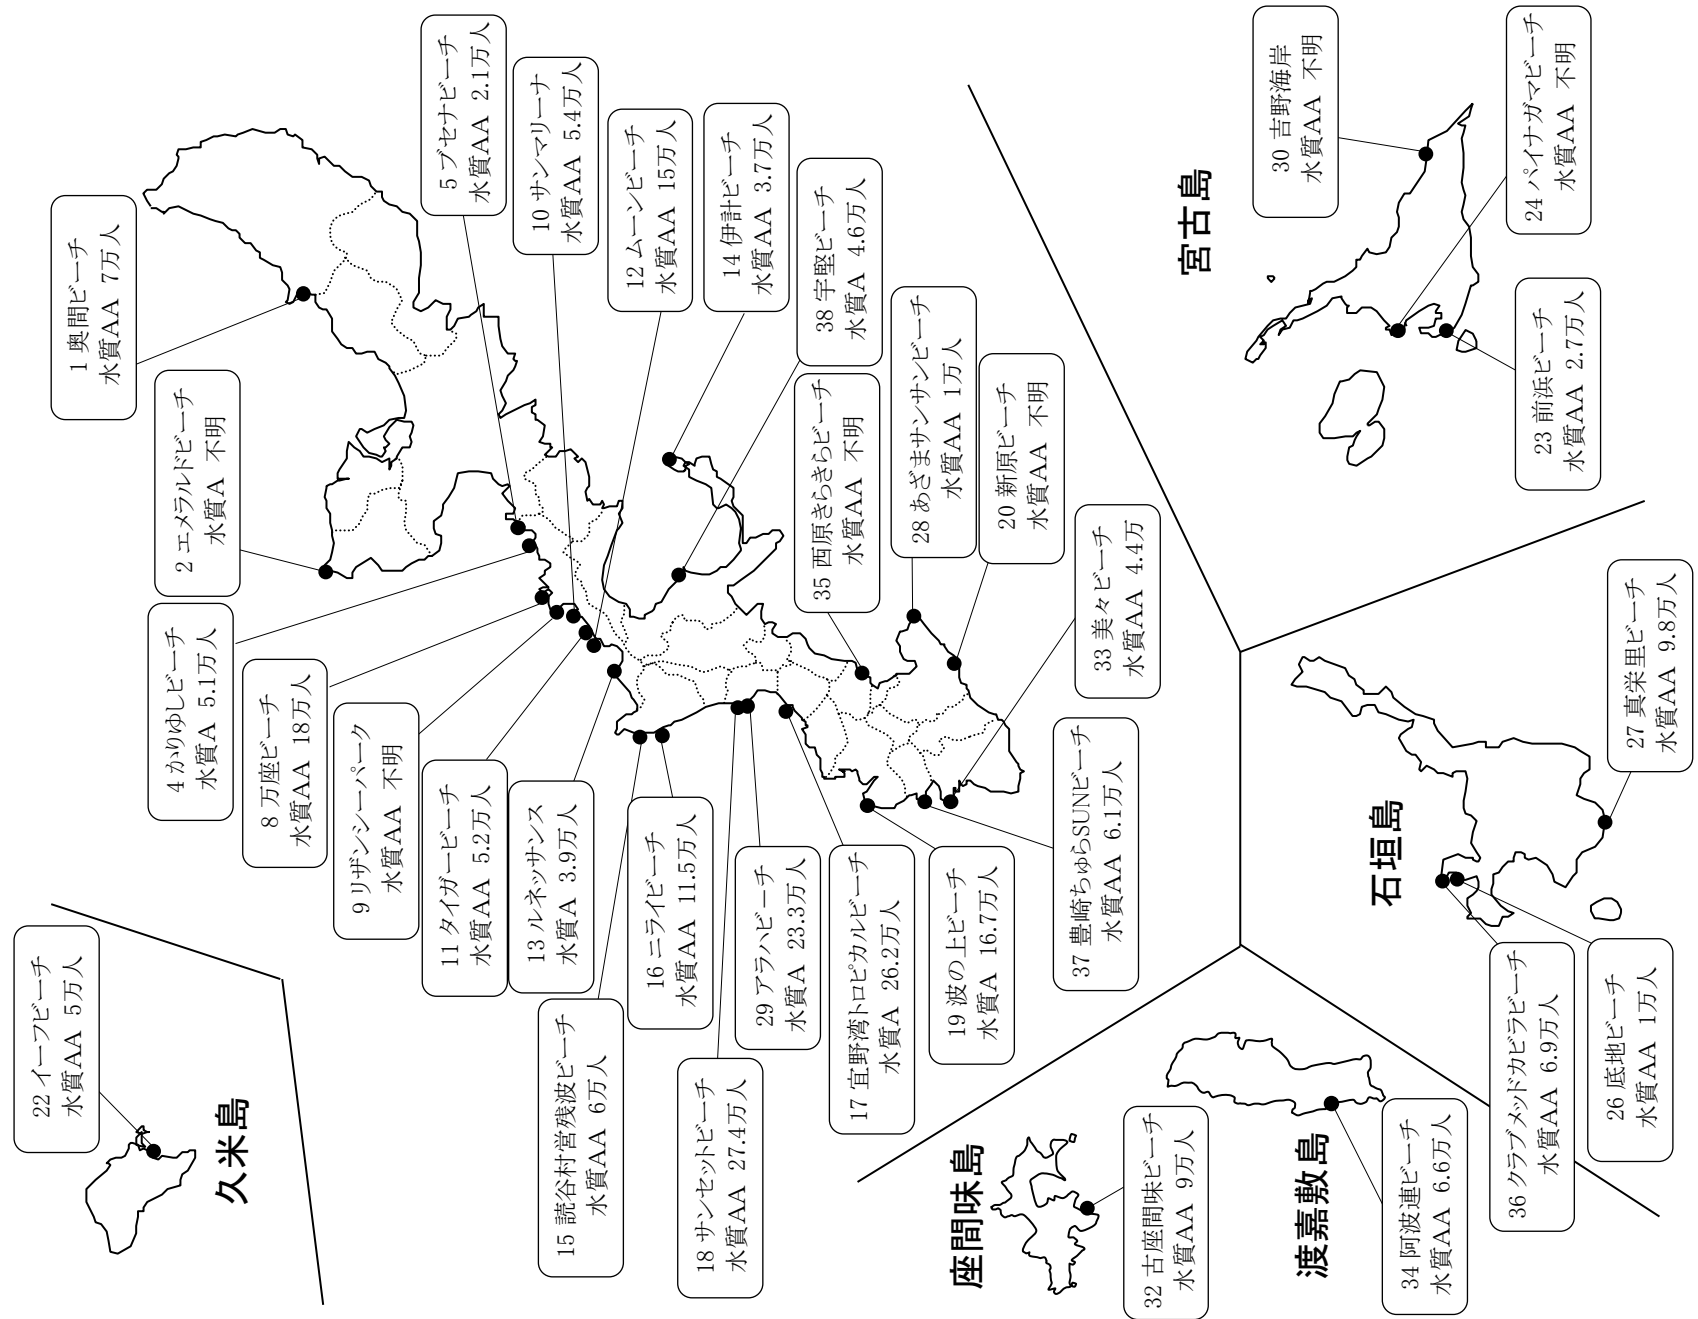 1 奥間ビーチ
水質AA 7万人
2 エメラルドビーチ
水質A 不明
4 かりゆしビーチ
水質A 5.1万人
5 ブセナビーチ
水質AA 2.1万人
8 万座ビーチ
水質AA 18万人
9 リザンシーパーク
水質AA 不明
10 サンマリーナ
水質AA 5.4万人
11 タイガービーチ
水質AA 5.2万人
12 ムーンビーチ
水質AA 15万人
13 ルネッサンス
水質A 3.9万人
14 伊計ビーチ
水質AA 3.7万人
38 宇堅ビーチ
水質A 4.6万人
15 読谷村営残波ビーチ
水質AA 6万人
16 ニライビーチ
水質AA 11.5万人
18 サンセットビーチ
水質AA 27.4万人
29 アラハビーチ
水質A 23.3万人
17 宜野湾トロピカルビーチ
水質A 26.2万人
19 波の上ビーチ
水質A 16.7万人
37 豊崎ちゅらSUNビーチ
水質AA 6.1万人
33 美々ビーチ
水質AA 4.4万
35 西原きらきらビーチ
水質AA 不明
28 あざまサンサンビーチ
水質AA 1万人
20 新原ビーチ
水質AA 不明
久米島
22 イーフビーチ
水質AA 5万人
座間味島
32 古座間味ビーチ
水質AA 9万人
渡嘉敷島
34 阿波連ビーチ
水質AA 6.6万人
石垣島
36 クラブメッドカビラビーチ
水質AA 6.9万人
26 底地ビーチ
水質AA 1万人
27 真栄里ビーチ
水質AA 9.8万人
宮古島
30 吉野海岸
水質AA 不明
24 パイナガマビーチ
水質AA 不明
23 前浜ビーチ
水質AA 2.7万人